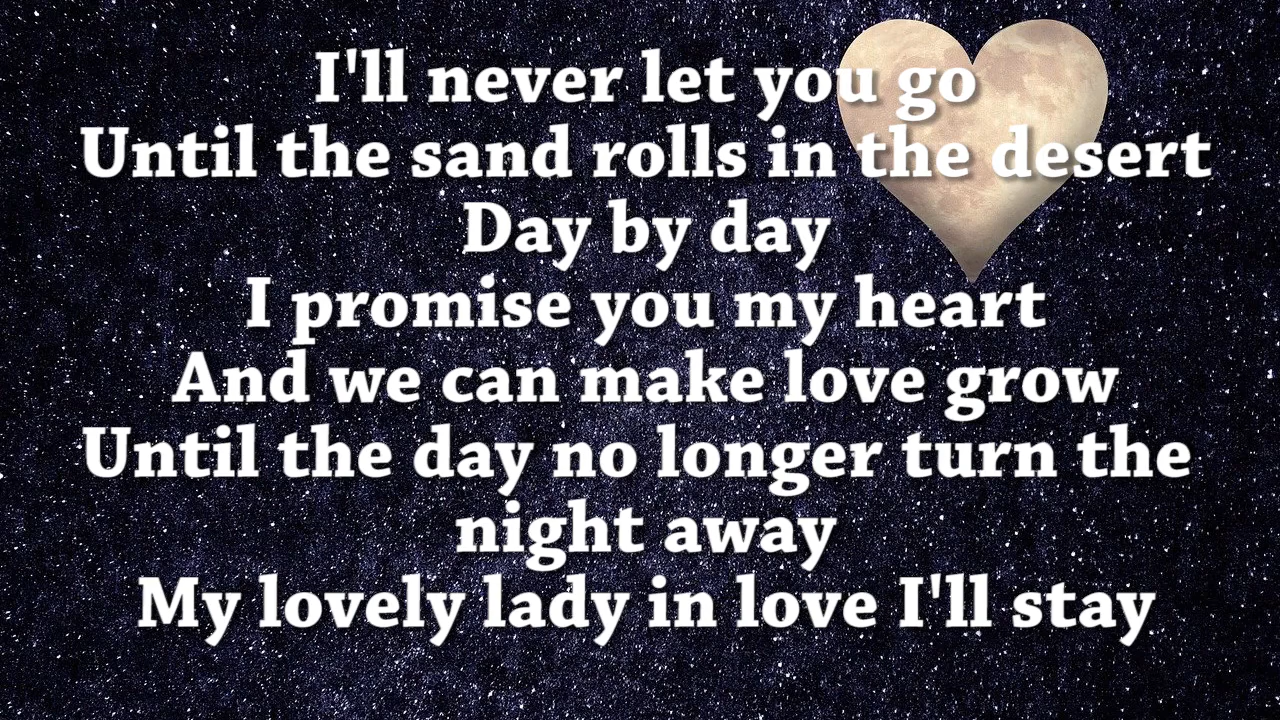 I'll never let you go
Until the sand rolls in the desert
Day by day
I promise you my heart
And we can make love grow
Until the day no longer turn the
night away
My lovely lady in love I'll stay